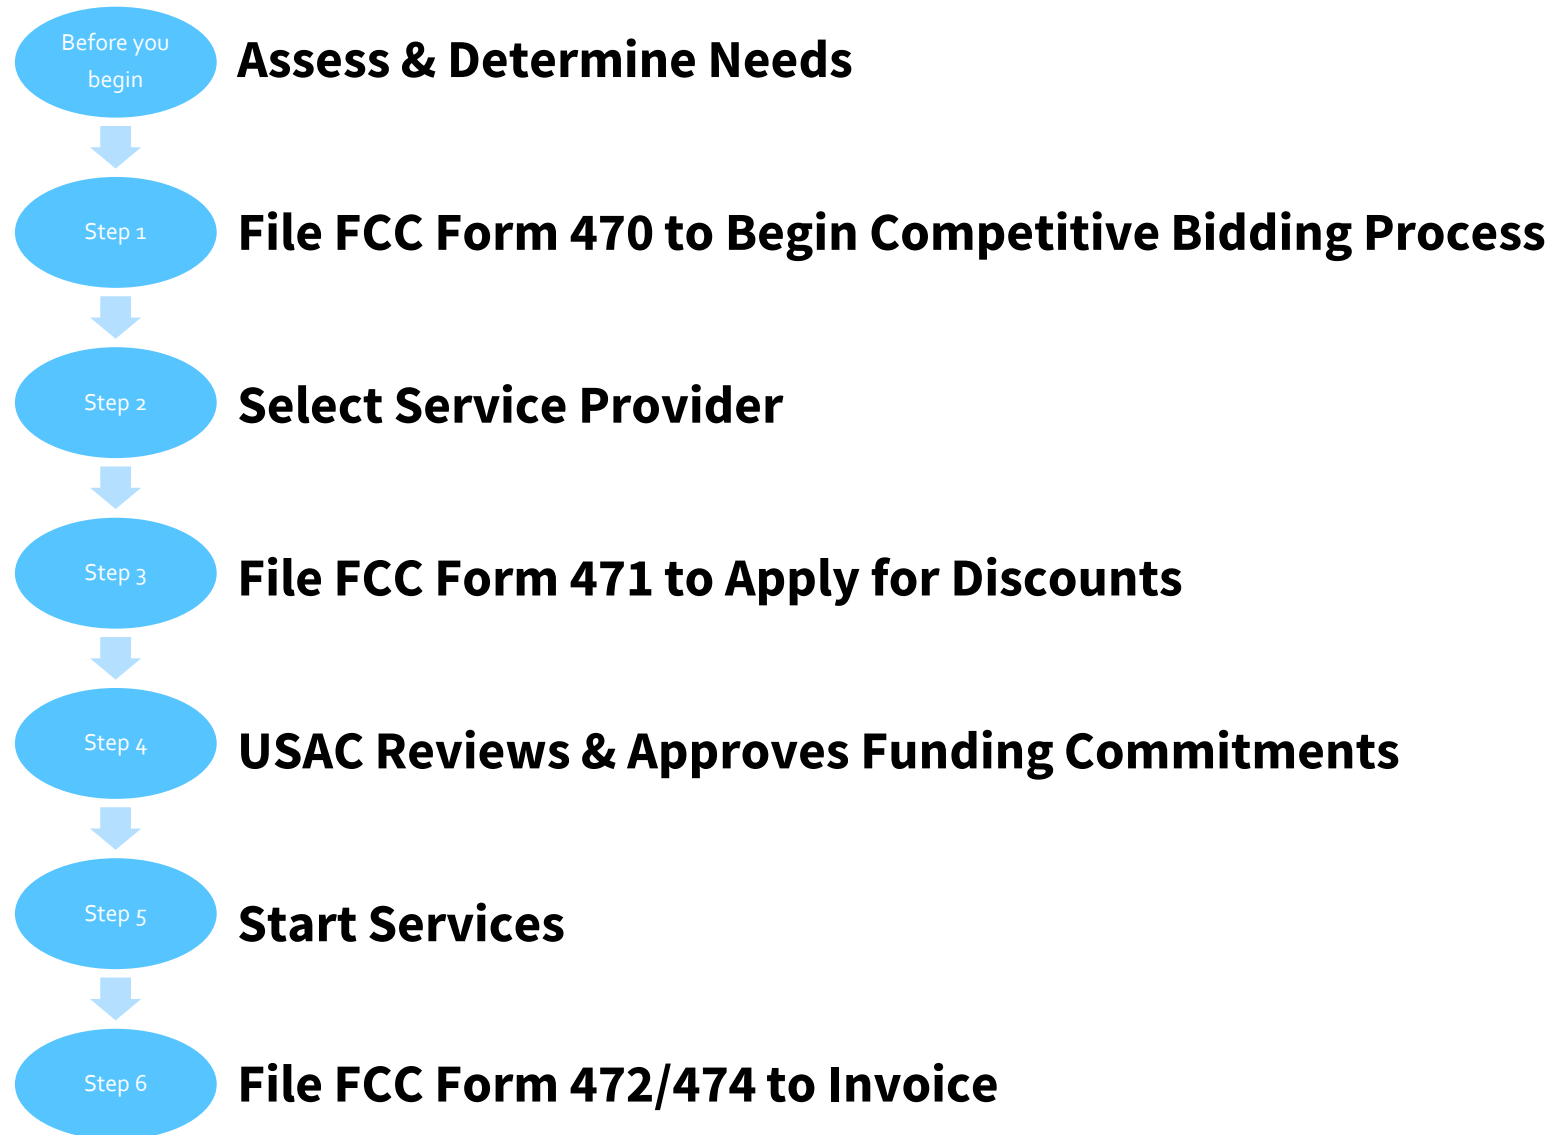 Before you
begin
Assess & Determine Needs
Step 1
File FCC Form 470 to Begin Competitive Bidding Process
Step 2
Select Service Provider
Step 3
File FCC Form 471 to Apply for Discounts
Step 4
USAC Reviews & Approves Funding Commitments
Step 5
Start Services
Step 6
File FCC Form 472/474 to Invoice